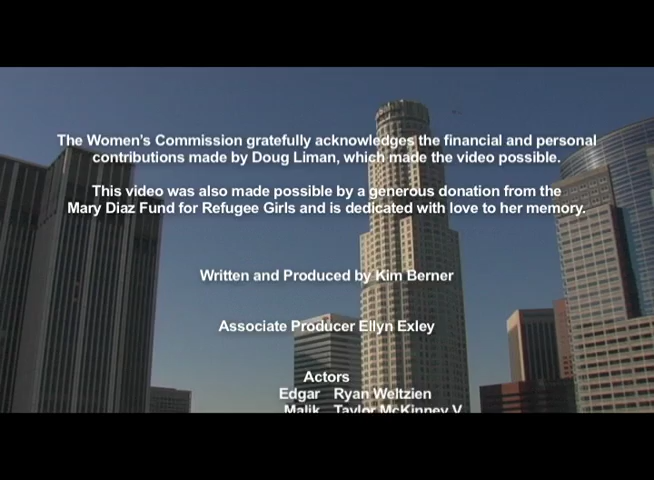 The Women's Commission gratefully acknowledges the financial and personal
contributions made by Doug Liman, which made the video possible.
This video was also made possible by a generous donation from the
Mary Diaz Fund for Refugee Girls and is dedicated with love to her memory.
Written and Produced by Kim Berner
Associate Producer Ellyn Exley
Actors
Edgar Ryan Weltzien
Malik Taylor McKinney V